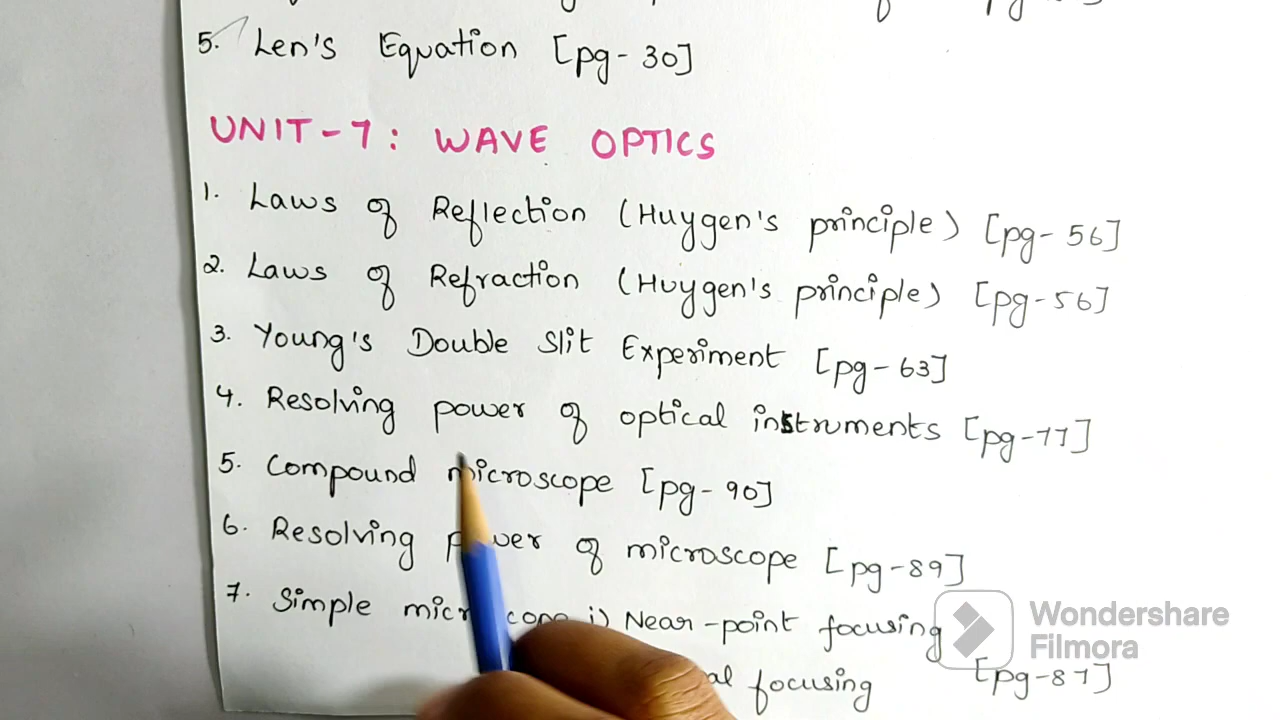 5. Len's Equation [pg-30]
UNIT-7: WAVE OPTICS
1. Laws of Reflection (Huygen's principle) [pg-56]
2. Laws of Refraction (Huygen's principle) [pg-56]
3. Young's Double Slit Experiment [pg-63]
4. Resolving power of optical instruments [pg-77]
5. Compound microscope [pg-90]
6. Resolving power of microscope [pg-89]
7. Simple i) Near-point focusing
focusing [pg-87]
Wondershare
Filmora